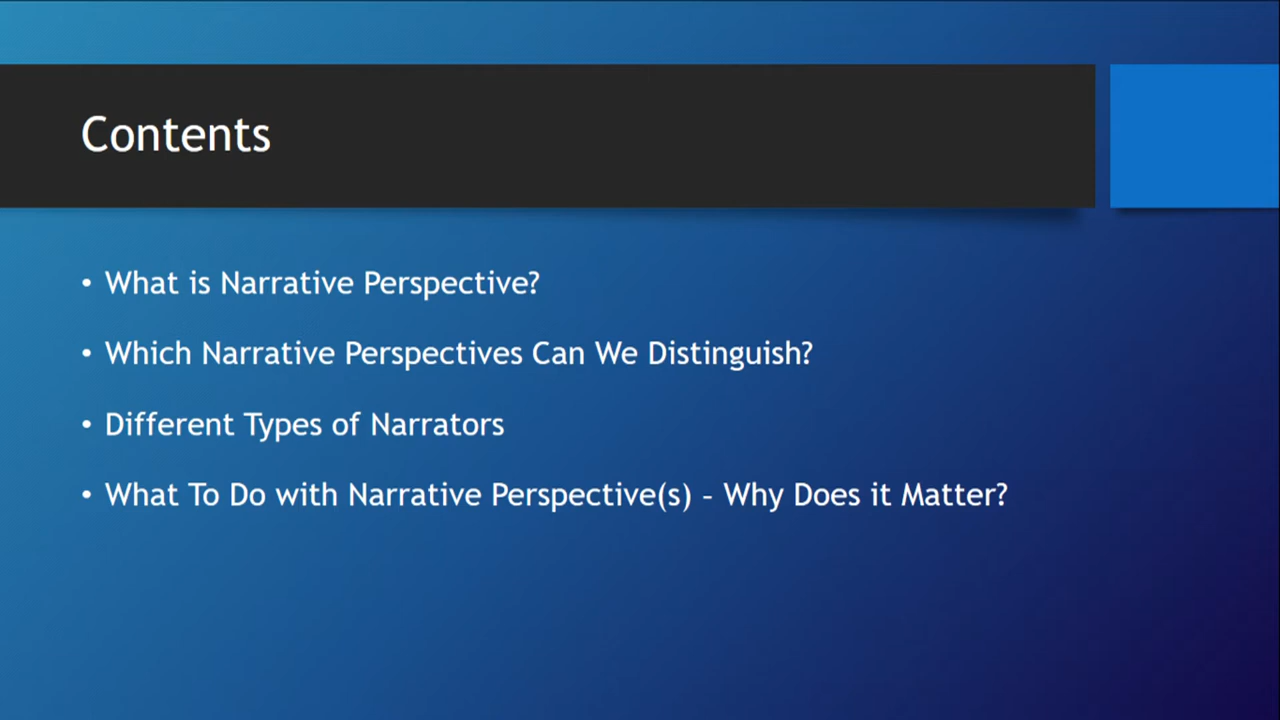 Contents
• What is Narrative Perspective?
• Which Narrative Perspectives Can We Distinguish?
• Different Types of Narrators
• What To Do with Narrative Perspective(s) – Why Does it Matter?